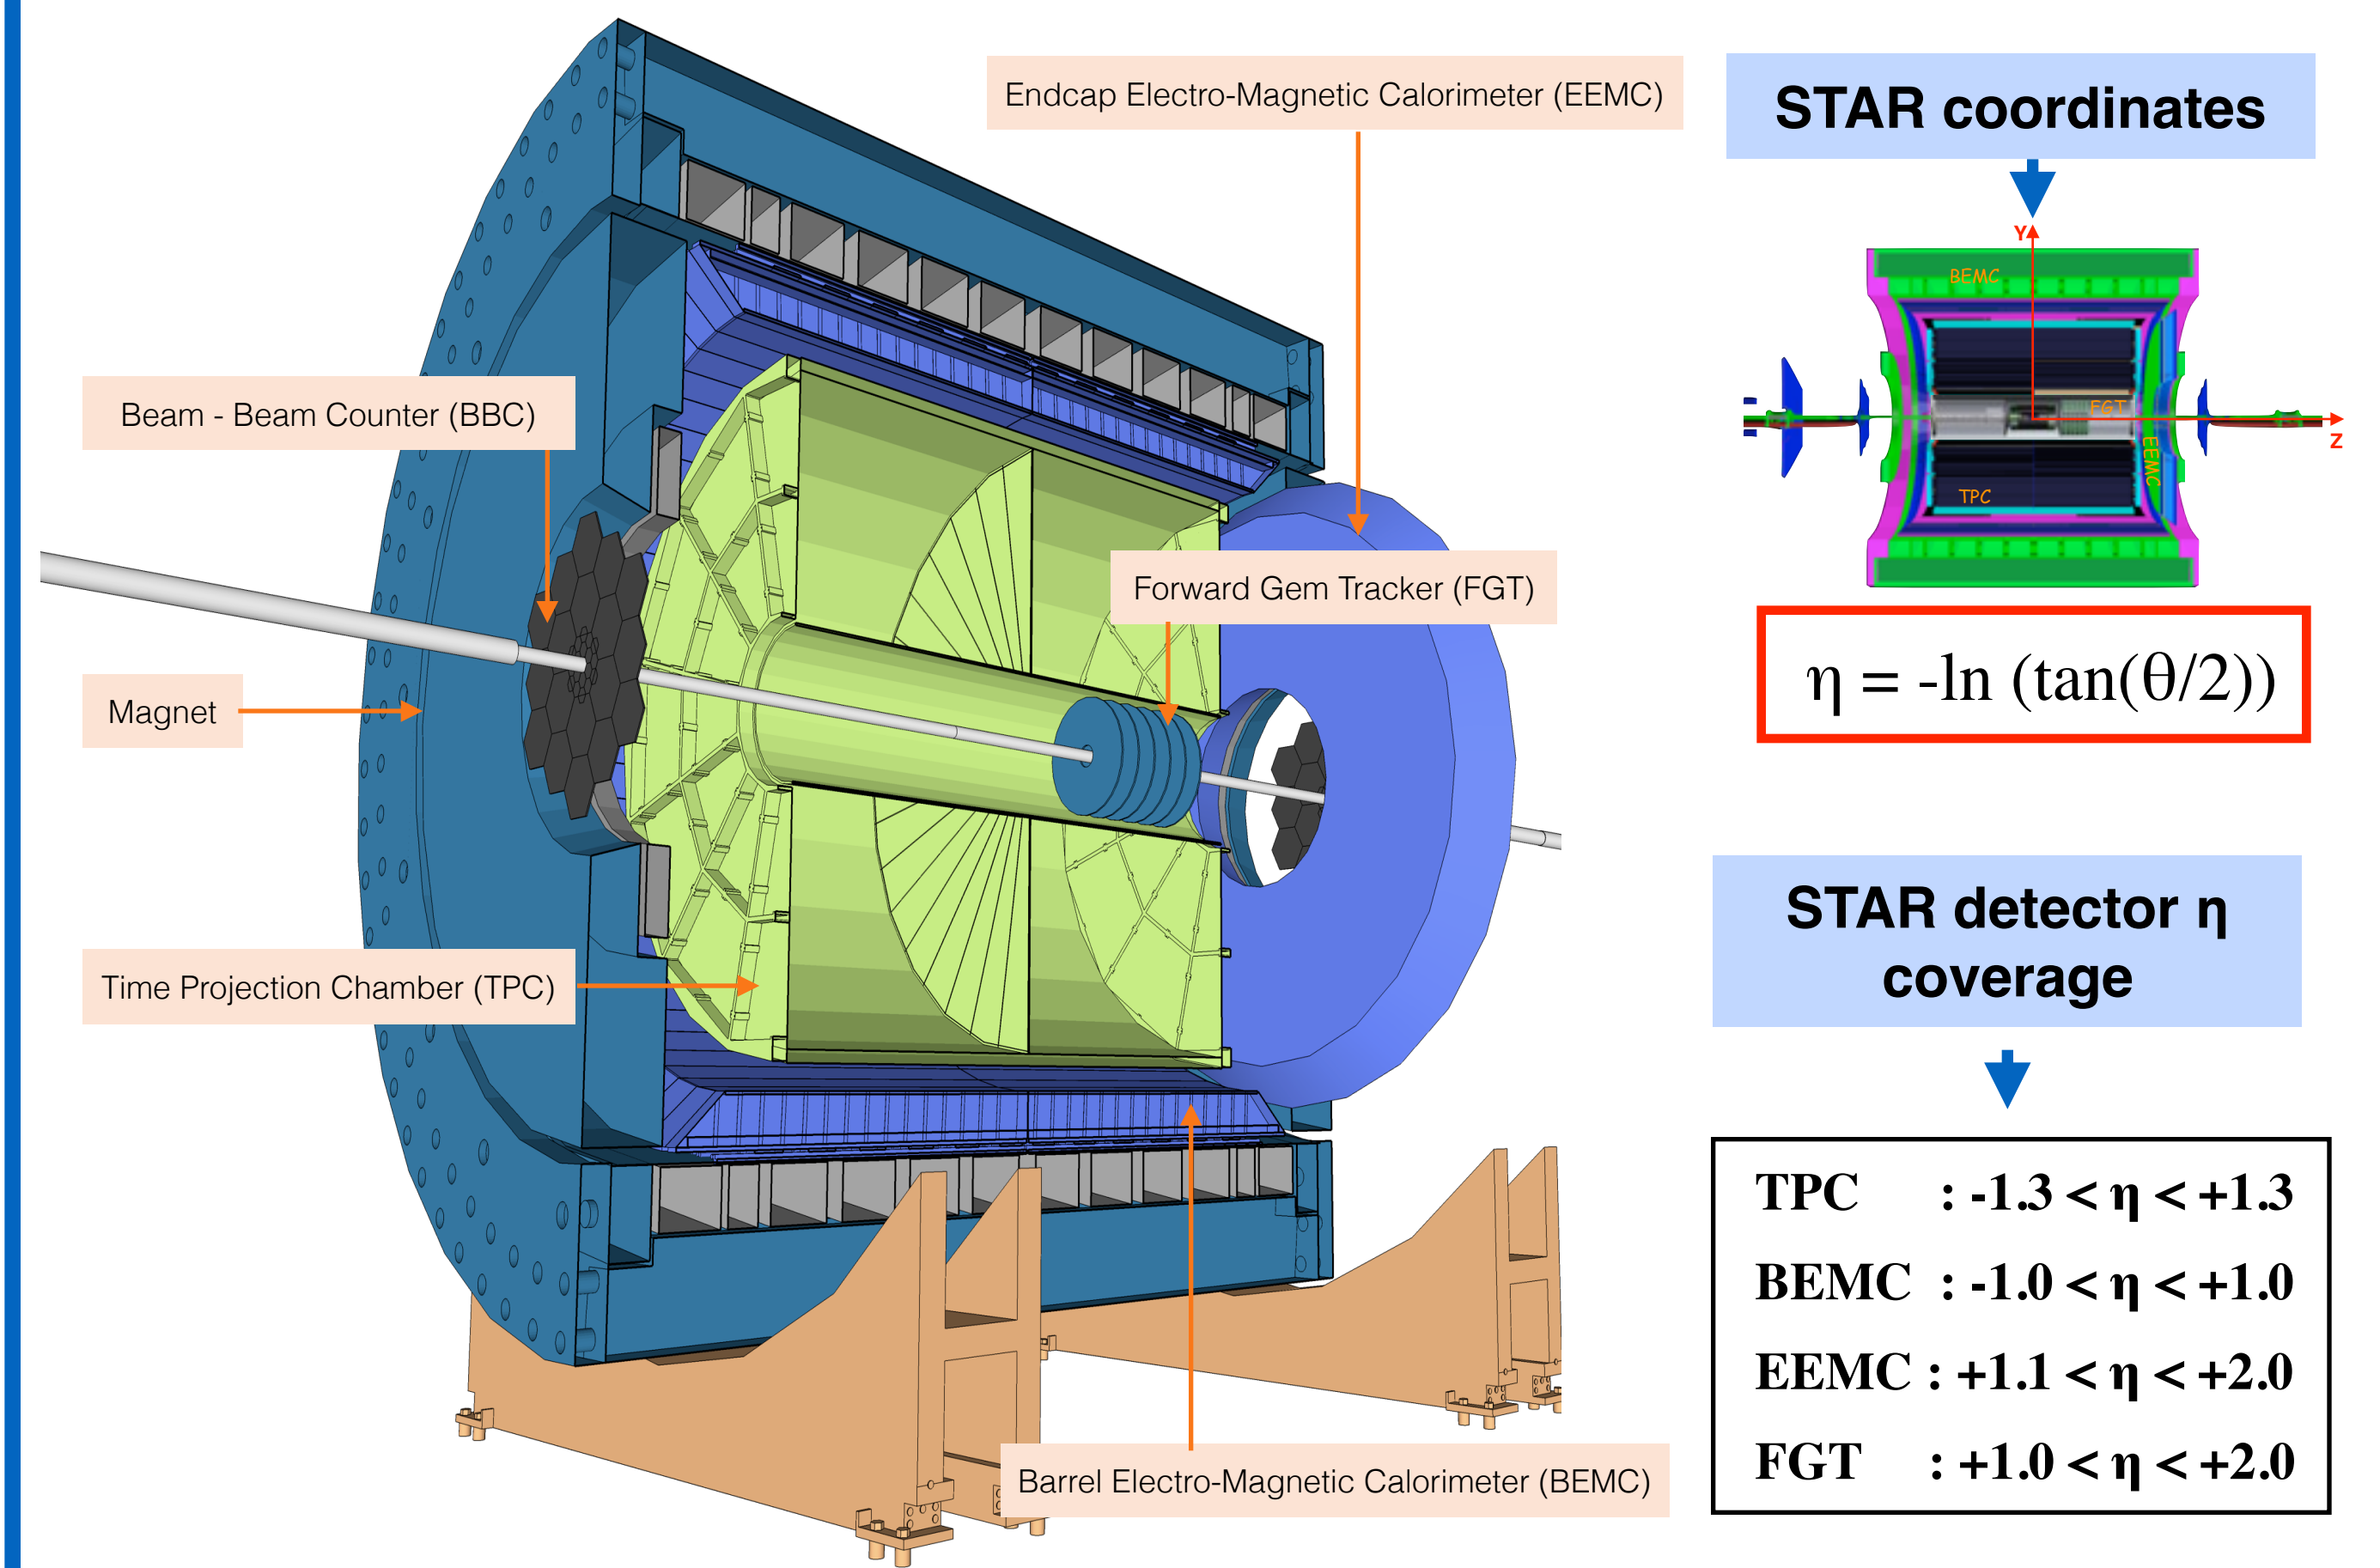 Endcap Electro-Magnetic Calorimeter (EEMC)
Beam - Beam Counter (BBC)
Forward Gem Tracker (FGT)
Magnet
Time Projection Chamber (TPC)
Barrel Electro-Magnetic Calorimeter (BEMC)
STAR coordinates
Y
BEMC
FGT
Z
EEMC
TPC
η = -ln (tan(θ/2))
STAR detector η
coverage
TPC : -1.3 < η < +1.3
BEMC : -1.0 < η < +1.0
EEMC : +1.1 < η < +2.0
FGT : +1.0 < η < +2.0